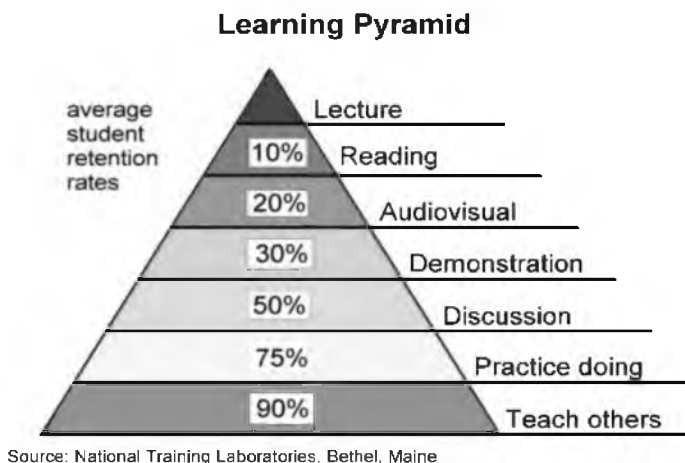 Learning Pyramid
average
student
retention
rates
Lecture
10% Reading
20% Audiovisual
30% Demonstration
50% Discussion
75% Practice doing
90% Teach others
Source: National Training Laboratories, Bethel, Maine